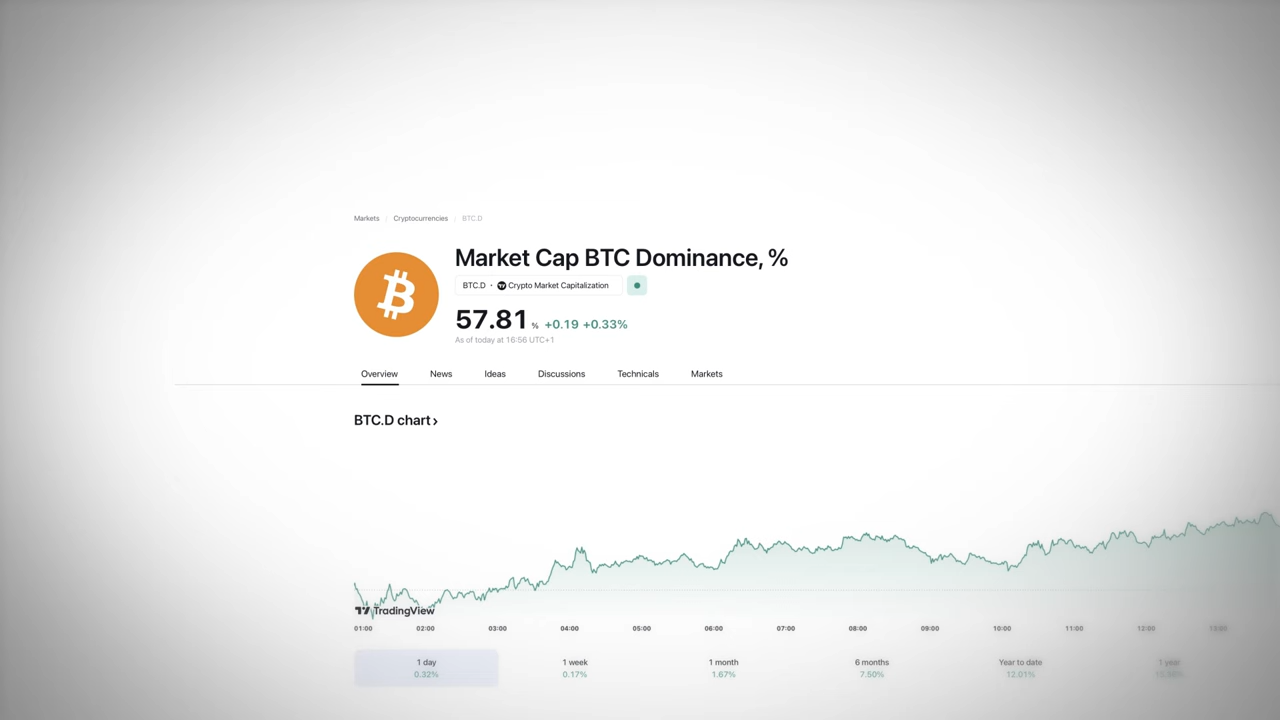 Markets / Cryptocurrencies / BTC.D
Market Cap BTC Dominance, %
BTC.D · Crypto Market Capitalization
57.81 % +0.19 +0.33%
As of today at 16:56 UTC+1
Overview News Ideas Discussions Technicals Markets
BTC.D chart ›
TradingView
01:00 02:00 03:00 04:00 05:00 06:00 07:00 08:00 09:00 10:00 11:00 12:00
1 day 1 week 1 month 6 months Year to date 1 year
0.32% 0.17% 1.67% 7.50% 12.01%